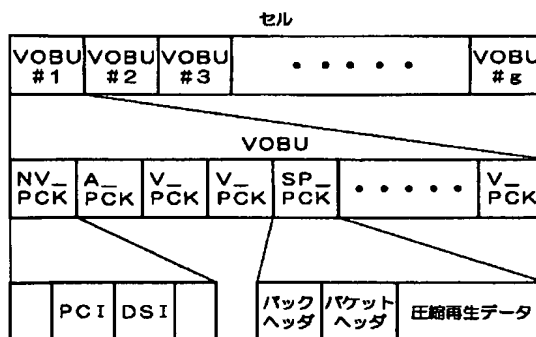 セル
VOBU #1 VOBU #2 VOBU #3 ・・・・・ VOBU #g
VOBU
NV_ PCK A_ PCK V_ PCK V_ PCK SP_ PCK ・・・・・ V_ PCK
PCI DSI パック ヘッダ パケット ヘッダ 圧縮再生データ